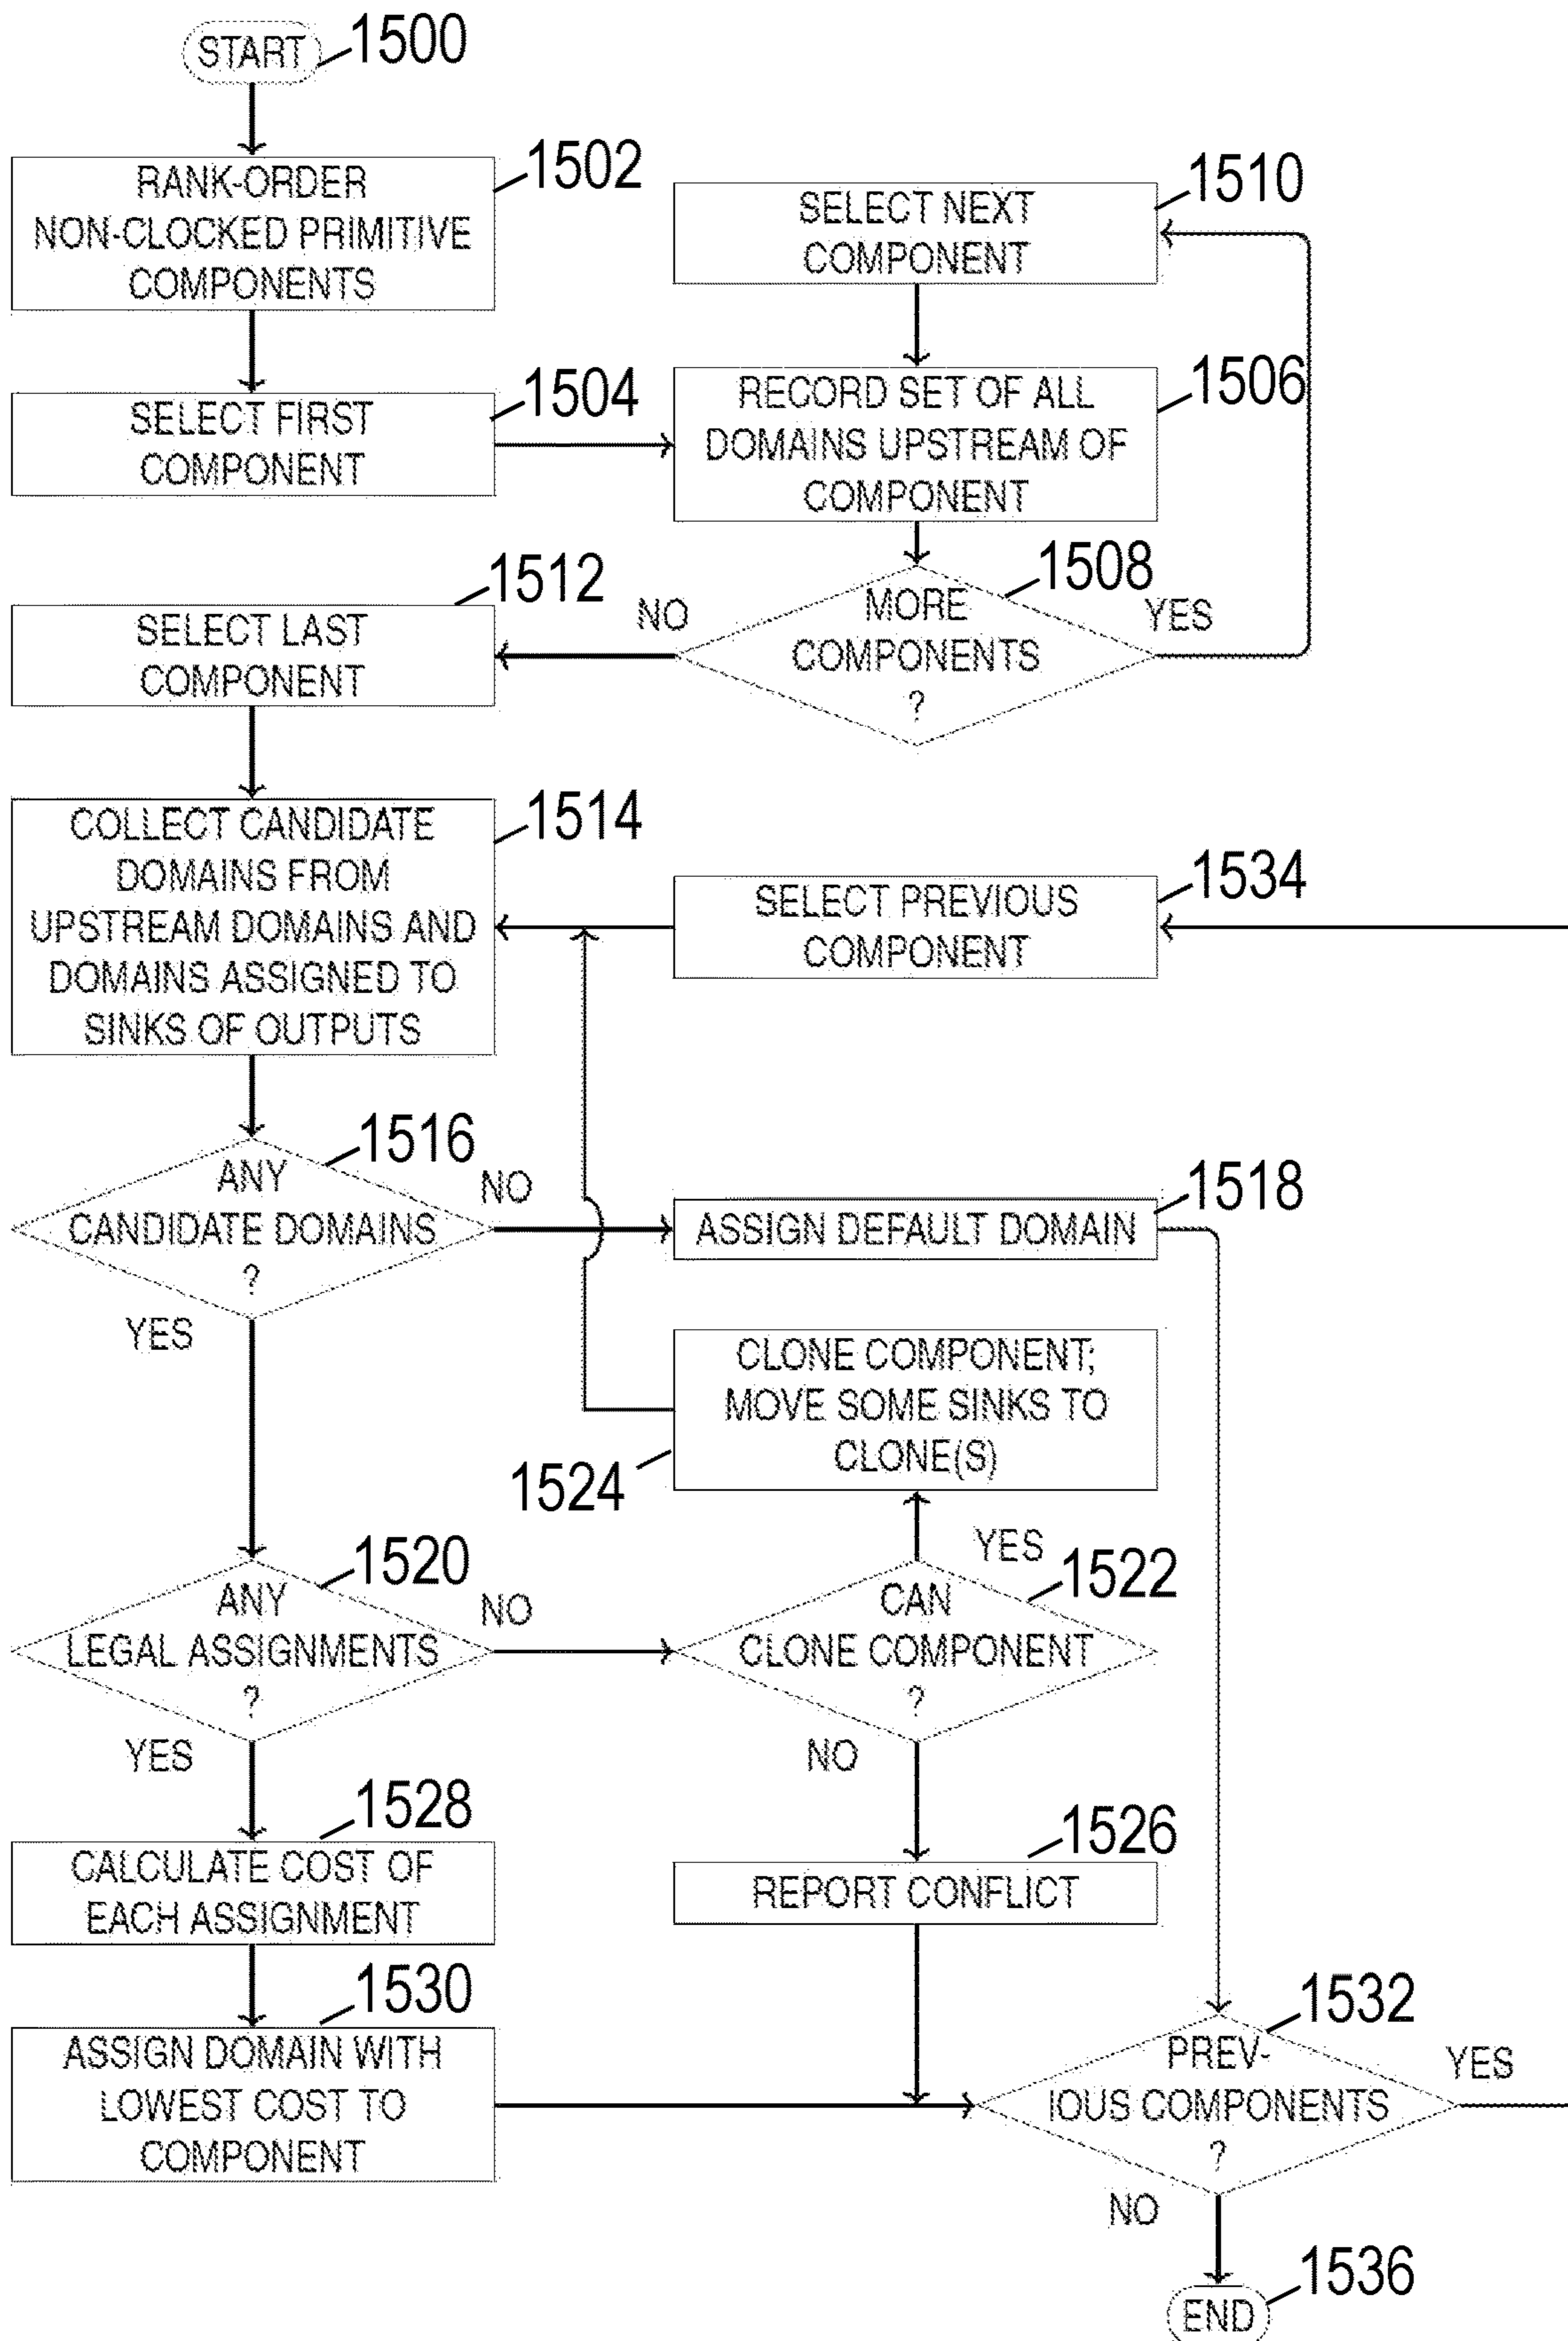 START
1500
RANK-ORDER
NON-CLOCKED PRIMITIVE
COMPONENTS
1502
SELECT NEXT
COMPONENT
1510
SELECT FIRST
COMPONENT
1504
RECORD SET OF ALL
DOMAINS UPSTREAM OF
COMPONENT
1506
MORE
COMPONENTS
?
1508
NO
YES
SELECT LAST
COMPONENT
1512
COLLECT CANDIDATE
DOMAINS FROM
UPSTREAM DOMAINS AND
DOMAINS ASSIGNED TO
SINKS OF OUTPUTS
1514
SELECT PREVIOUS
COMPONENT
1534
ANY
CANDIDATE DOMAINS
?
1516
NO
YES
ASSIGN DEFAULT DOMAIN
1518
CLONE COMPONENT;
MOVE SOME SINKS TO
CLONE(S)
1524
ANY
LEGAL ASSIGNMENTS
?
1520
NO
YES
CAN
CLONE COMPONENT
?
1522
YES
NO
CALCULATE COST OF
EACH ASSIGNMENT
1528
REPORT CONFLICT
1526
ASSIGN DOMAIN WITH
LOWEST COST TO
COMPONENT
1530
PREV-
IOUS COMPONENTS
?
1532
YES
NO
END
1536